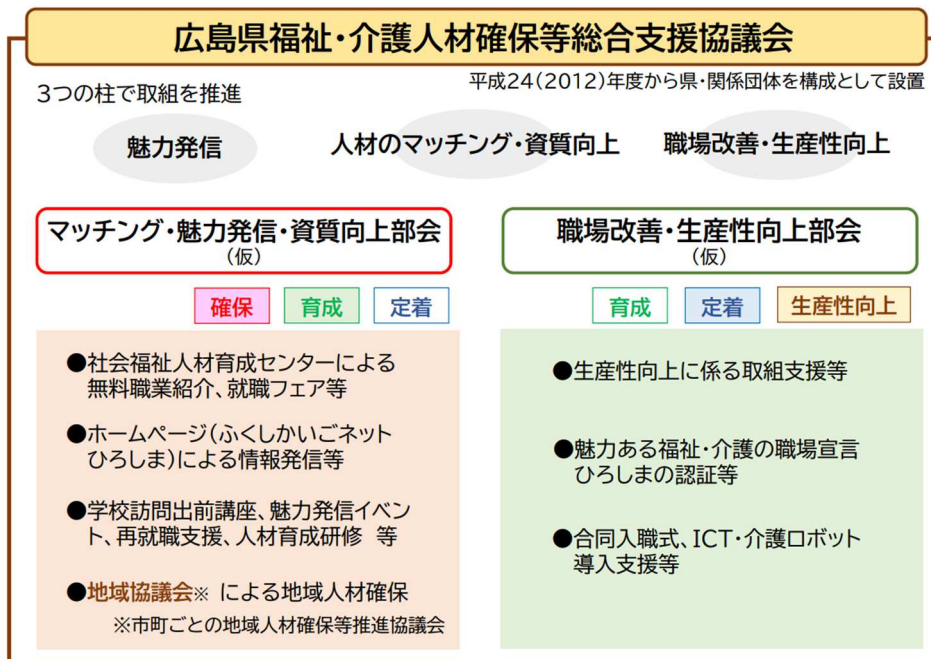 広島県福祉・介護人材確保等総合支援協議会
平成24(2012)年度から県・関係団体を構成として設置
3つの柱で取組を推進
魅力発信
人材のマッチング・資質向上
職場改善・生産性向上
マッチング・魅力発信・資質向上部会
(仮)
確保
育成
定着
●社会福祉人材育成センターによる
無料職業紹介、就職フェア等
●ホームページ(ふくしかいごネット
ひろしま)による情報発信等
●学校訪問出前講座、魅力発信イベン
ト、再就職支援、人材育成研修 等
●地域協議会※ による地域人材確保
※市町ごとの地域人材確保等推進協議会
職場改善・生産性向上部会
(仮)
育成
定着
生産性向上
●生産性向上に係る取組支援等
●魅力ある福祉・介護の職場宣言
ひろしまの認証等
●合同入職式、ICT・介護ロボット
導入支援等